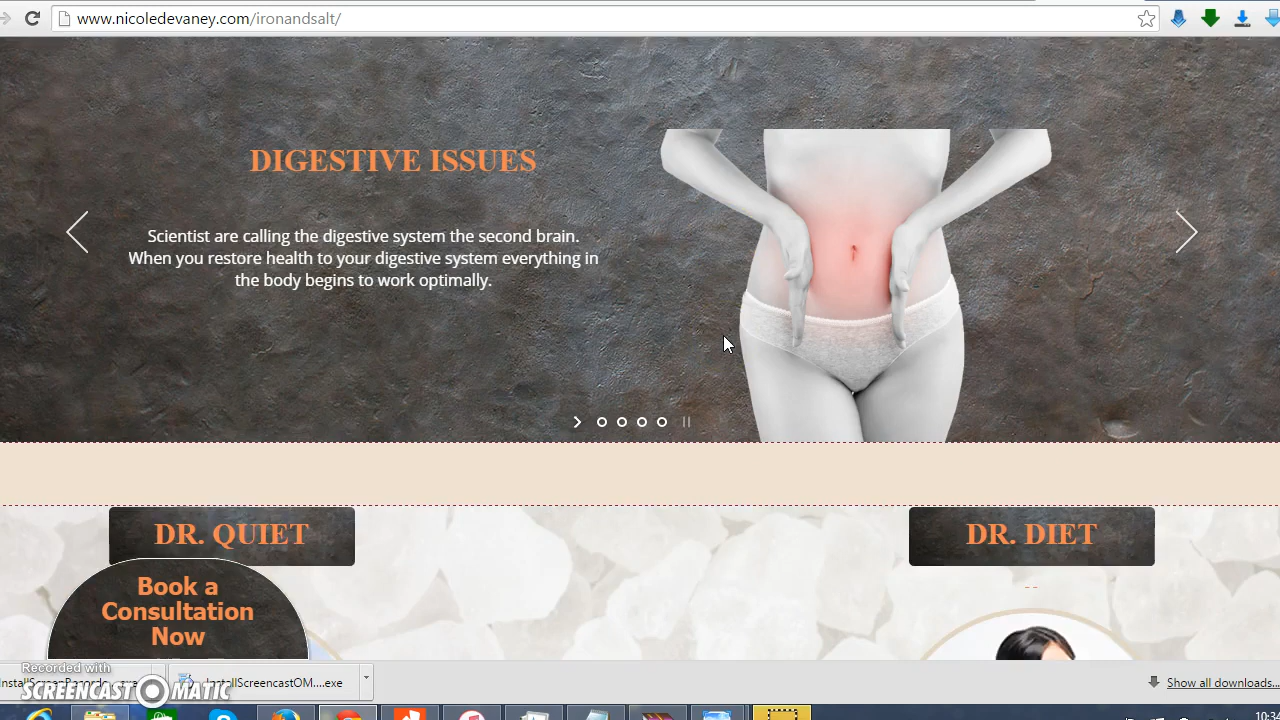 www.nicoledevaney.com/ironandsalt/
DIGESTIVE ISSUES
Scientist are calling the digestive system the second brain.
When you restore health to your digestive system everything in
the body begins to work optimally.
DR. QUIET
DR. DIET
--
Book a
Consultation
Now
Recorded with
SCREENCAST MATIC
InstallScreencastOM....exe
Show all downloads...